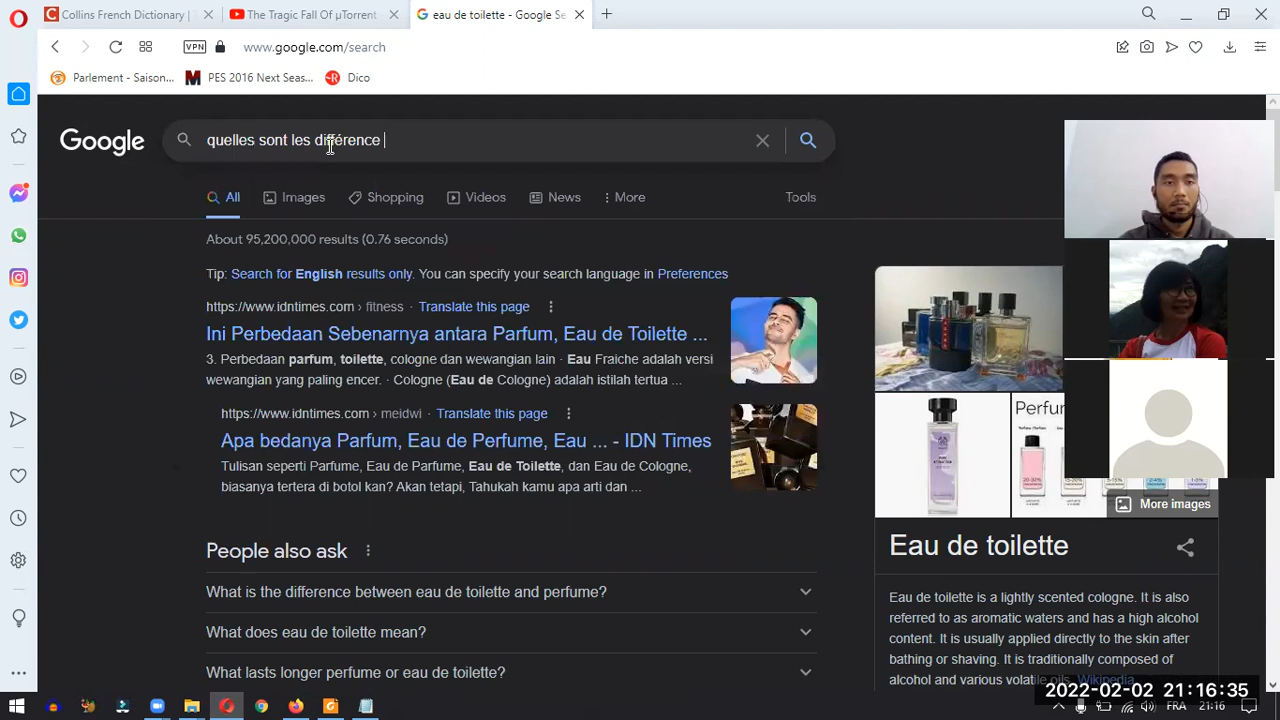 Collins French Dictionary |
The Tragic Fall Of µTorrent
eau de toilette - Google Se
www.google.com/search
VPN
Parlement - Saison...
PES 2016 Next Seas...
Dico
Google
quelles sont les différence
All
Images
Shopping
Videos
News
More
Tools
About 95,200,000 results (0.76 seconds)
Tip: Search for English results only. You can specify your search language in Preferences
https://www.idntimes.com › fitness · Translate this page
Ini Perbedaan Sebenarnya antara Parfum, Eau de Toilette ...
3. Perbedaan parfum, toilette, cologne dan wewangian lain · Eau Fraiche adalah versi
wewangian yang paling encer. · Cologne (Eau de Cologne) adalah istilah tertua ...
https://www.idntimes.com › meidwi · Translate this page
Apa bedanya Parfum, Eau de Perfume, Eau ... - IDN Times
Tulisan seperti Parfums, Eau de Parfume, Eau de Toilette, dan Eau de Cologne,
biasanya tertera di botol kan? Akan tetapi, Tahukah kamu apa arti dan ...
People also ask
What is the difference between eau de toilette and perfume?
What does eau de toilette mean?
What lasts longer perfume or eau de toilette?
More images
Eau de toilette
Eau de toilette is a lightly scented cologne. It is also
referred to as aromatic waters and has a high alcohol
content. It is usually applied directly to the skin after
bathing or shaving. It is traditionally composed of
alcohol and various volatile oils. Wikipedia
2022-02-02 21:16:35
FRA
21:16